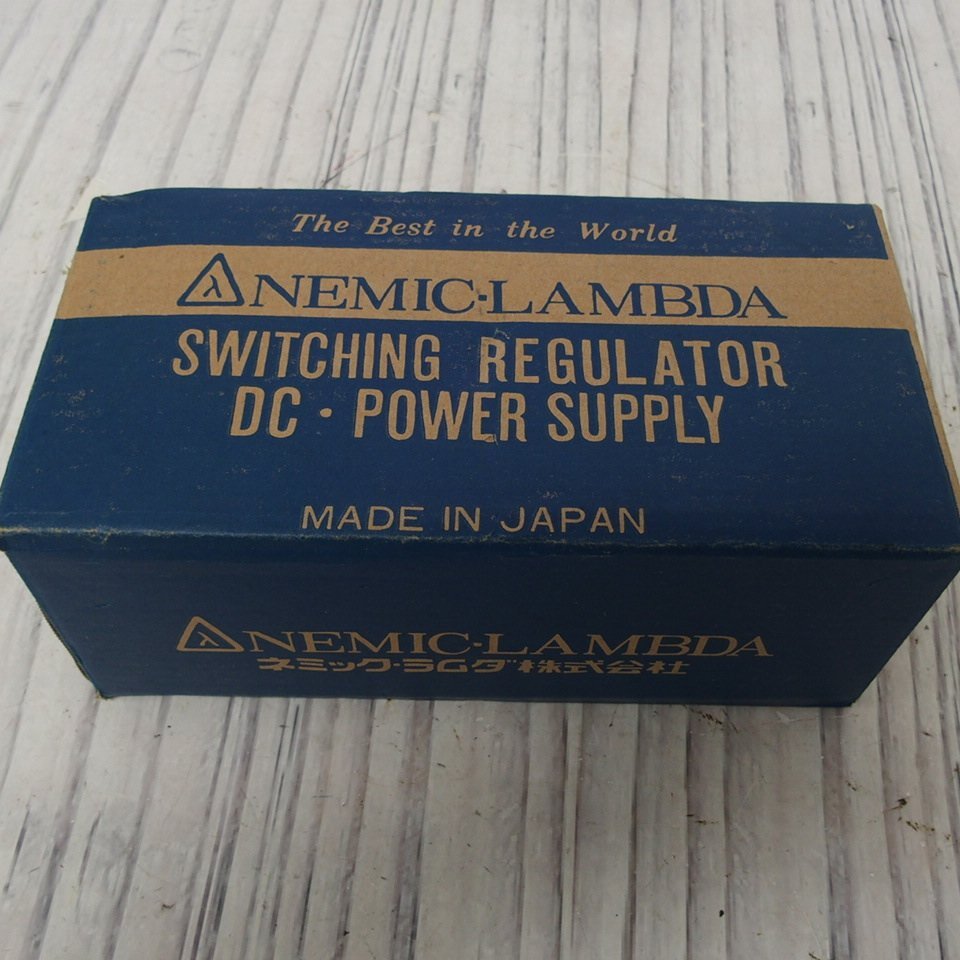 The Best in the World
λ NEMIC·LAMBDA
SWITCHING REGULATOR
DC · POWER SUPPLY
MADE IN JAPAN
λ NEMIC·LAMBDA
ネミック·ラムダ株式会社